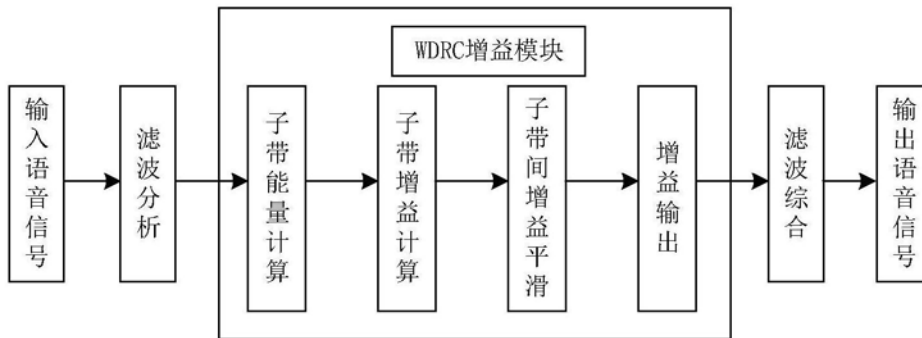 WDRC增益模块
输入语音信号
滤波分析
子带能量计算
子带增益计算
子带间增益平滑
增益输出
滤波综合
输出语音信号